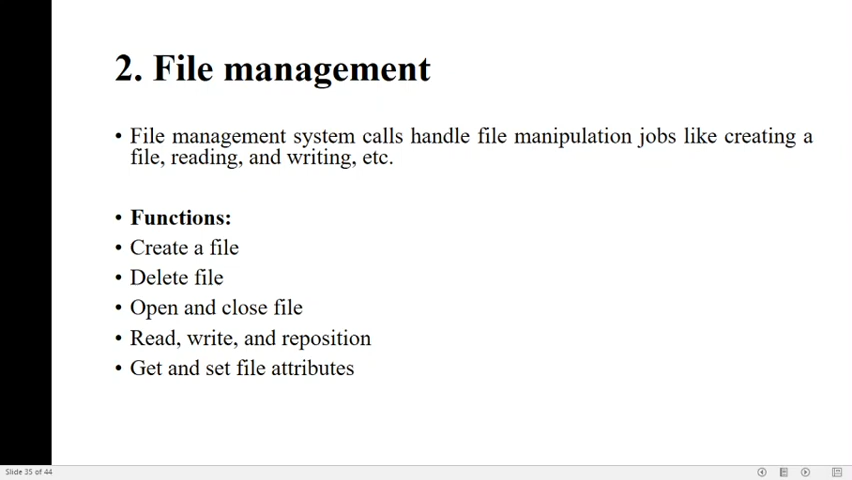 2. File management
• File management system calls handle file manipulation jobs like creating a
file, reading, and writing, etc.
• Functions:
• Create a file
• Delete file
• Open and close file
• Read, write, and reposition
• Get and set file attributes
Slide 35 of 44